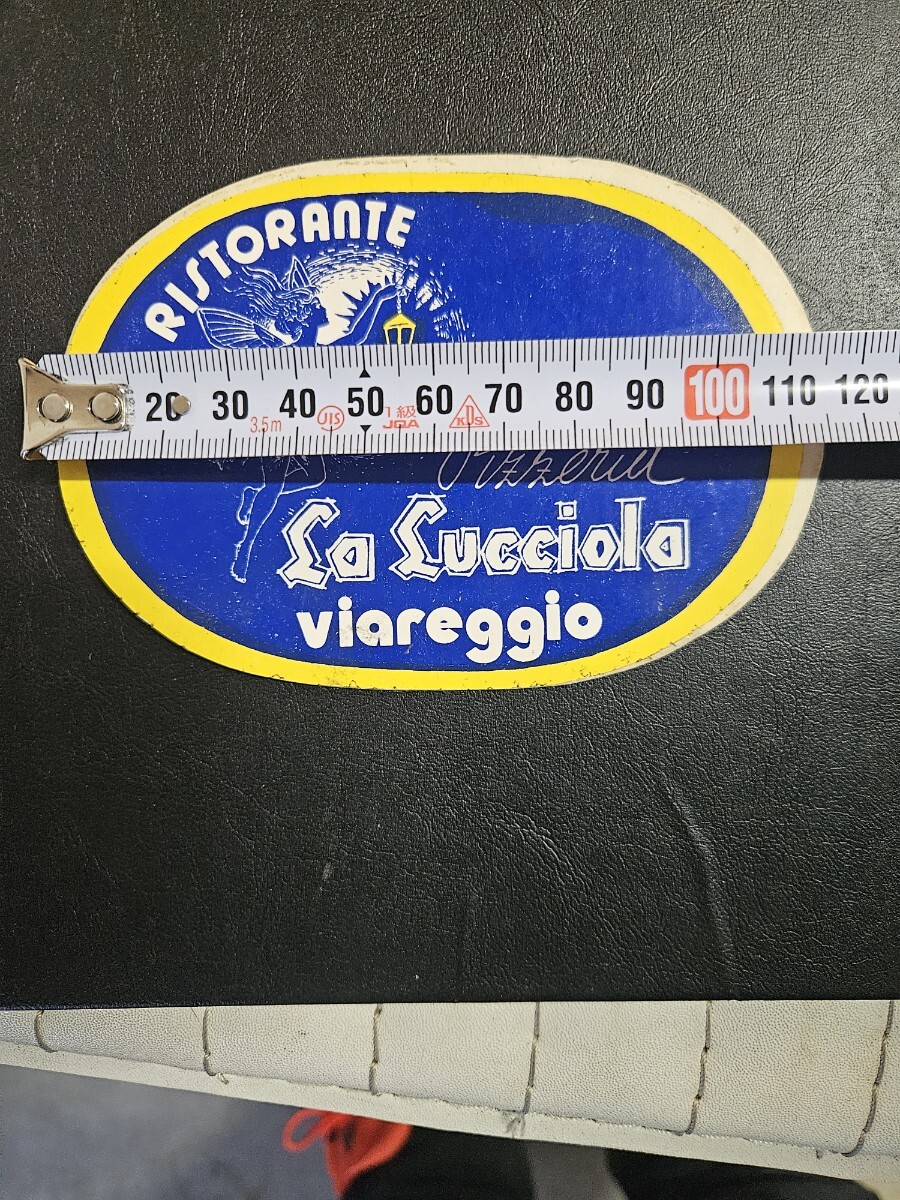 RISTORANTE
20 30 40 50 60 70 80 90 100 110 120
3.5m JIS 1級 JQA KDS
Pizzeria
La Lucciola
viareggio